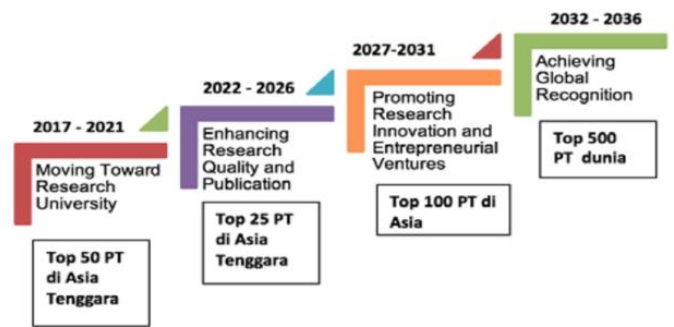 2017 - 2021
Moving Toward
Research
University
Top 50 PT
di Asia
Tenggara
2022 - 2026
Enhancing
Research
Quality and
Publication
Top 25 PT
di Asia
Tenggara
2027-2031
Promoting
Research
Innovation and
Entrepreneurial
Ventures
Top 100 PT di
Asia
2032 - 2036
Achieving
Global
Recognition
Top 500
PT dunia